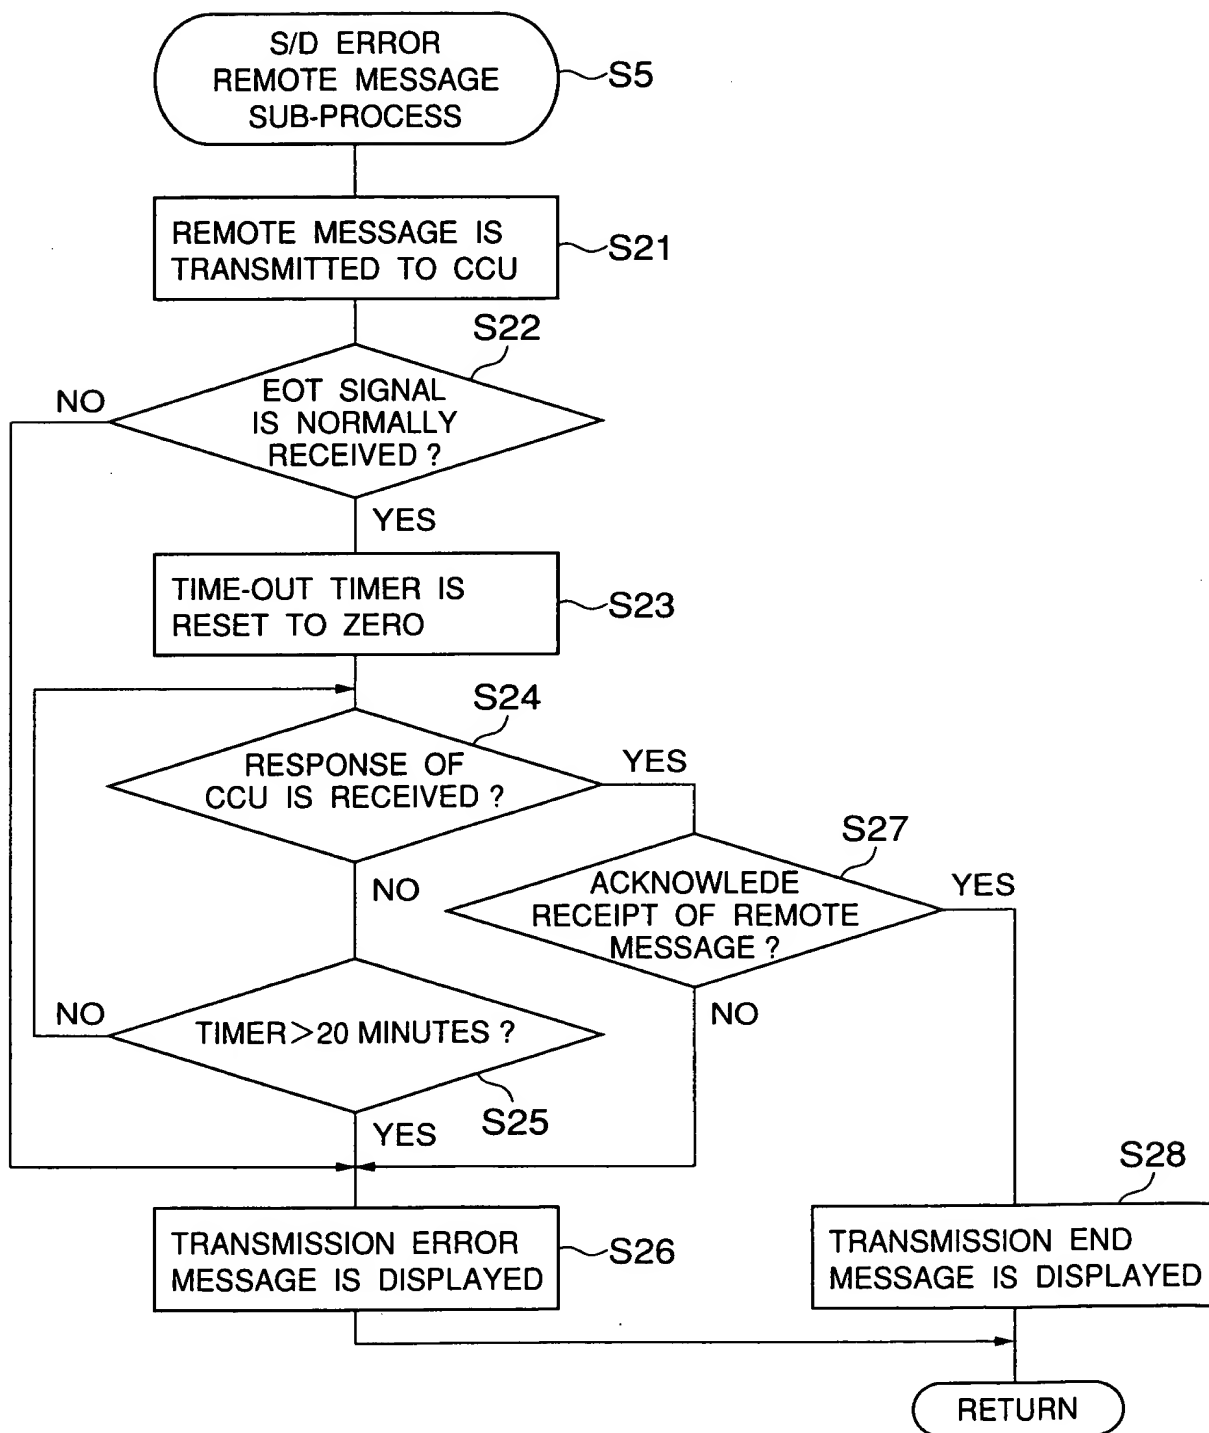 S/D ERROR
REMOTE MESSAGE
SUB-PROCESS
S5
REMOTE MESSAGE IS
TRANSMITTED TO CCU
S21
S22
EOT SIGNAL
IS NORMALLY
RECEIVED ?
NO
YES
TIME-OUT TIMER IS
RESET TO ZERO
S23
S24
RESPONSE OF
CCU IS RECEIVED ?
YES
NO
S27
ACKNOWLEDE
RECEIPT OF REMOTE
MESSAGE ?
YES
NO
TIMER>20 MINUTES ?
NO
S25
YES
TRANSMISSION ERROR
MESSAGE IS DISPLAYED
S26
S28
TRANSMISSION END
MESSAGE IS DISPLAYED
RETURN